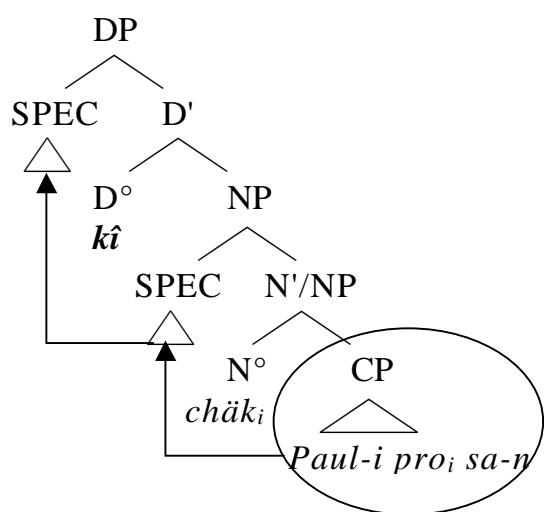 DP
SPEC D'
D° NP
kî
SPEC N'/NP
N° CP
chäkᵢ
Paul-i proᵢ sa-n